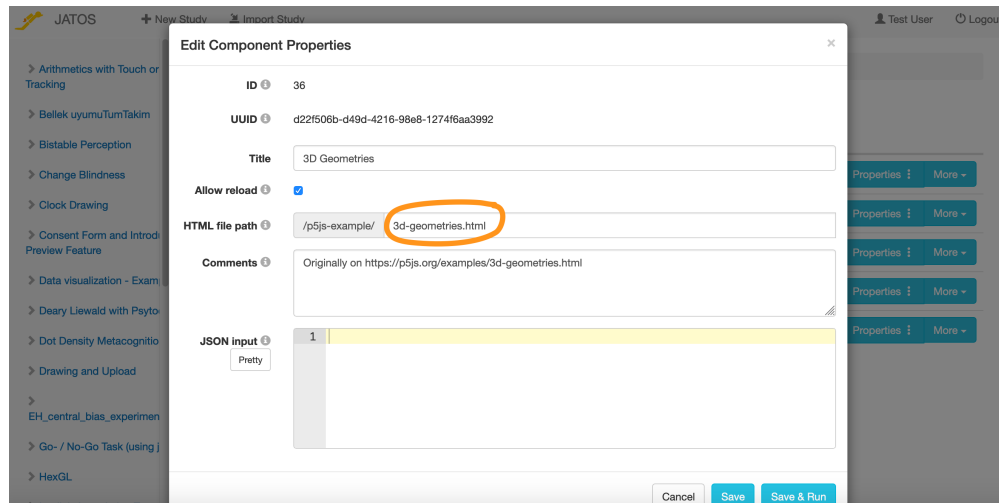 JATOS
New Study
Import Study
Test User
Logou
Edit Component Properties
×
Arithmetics with Touch or
Tracking
Bellek uyumuTumTakim
Bistable Perception
Change Blindness
Clock Drawing
Consent Form and Introd
Preview Feature
Data visualization - Exam
Deary Liewald with Psyto
Dot Density Metacognitio
Drawing and Upload
EH_central_bias_experimen
Go- / No-Go Task (using j
HexGL
ID
36
UUID
d22f506b-d49d-4216-98e8-1274f6aa3992
Title
3D Geometries
Allow reload
HTML file path
/p5js-example/
3d-geometries.html
Comments
Originally on https://p5js.org/examples/3d-geometries.html
JSON input
Pretty
1
Properties
More
Properties
More
Properties
More
Properties
More
Properties
More
Cancel
Save
Save & Run